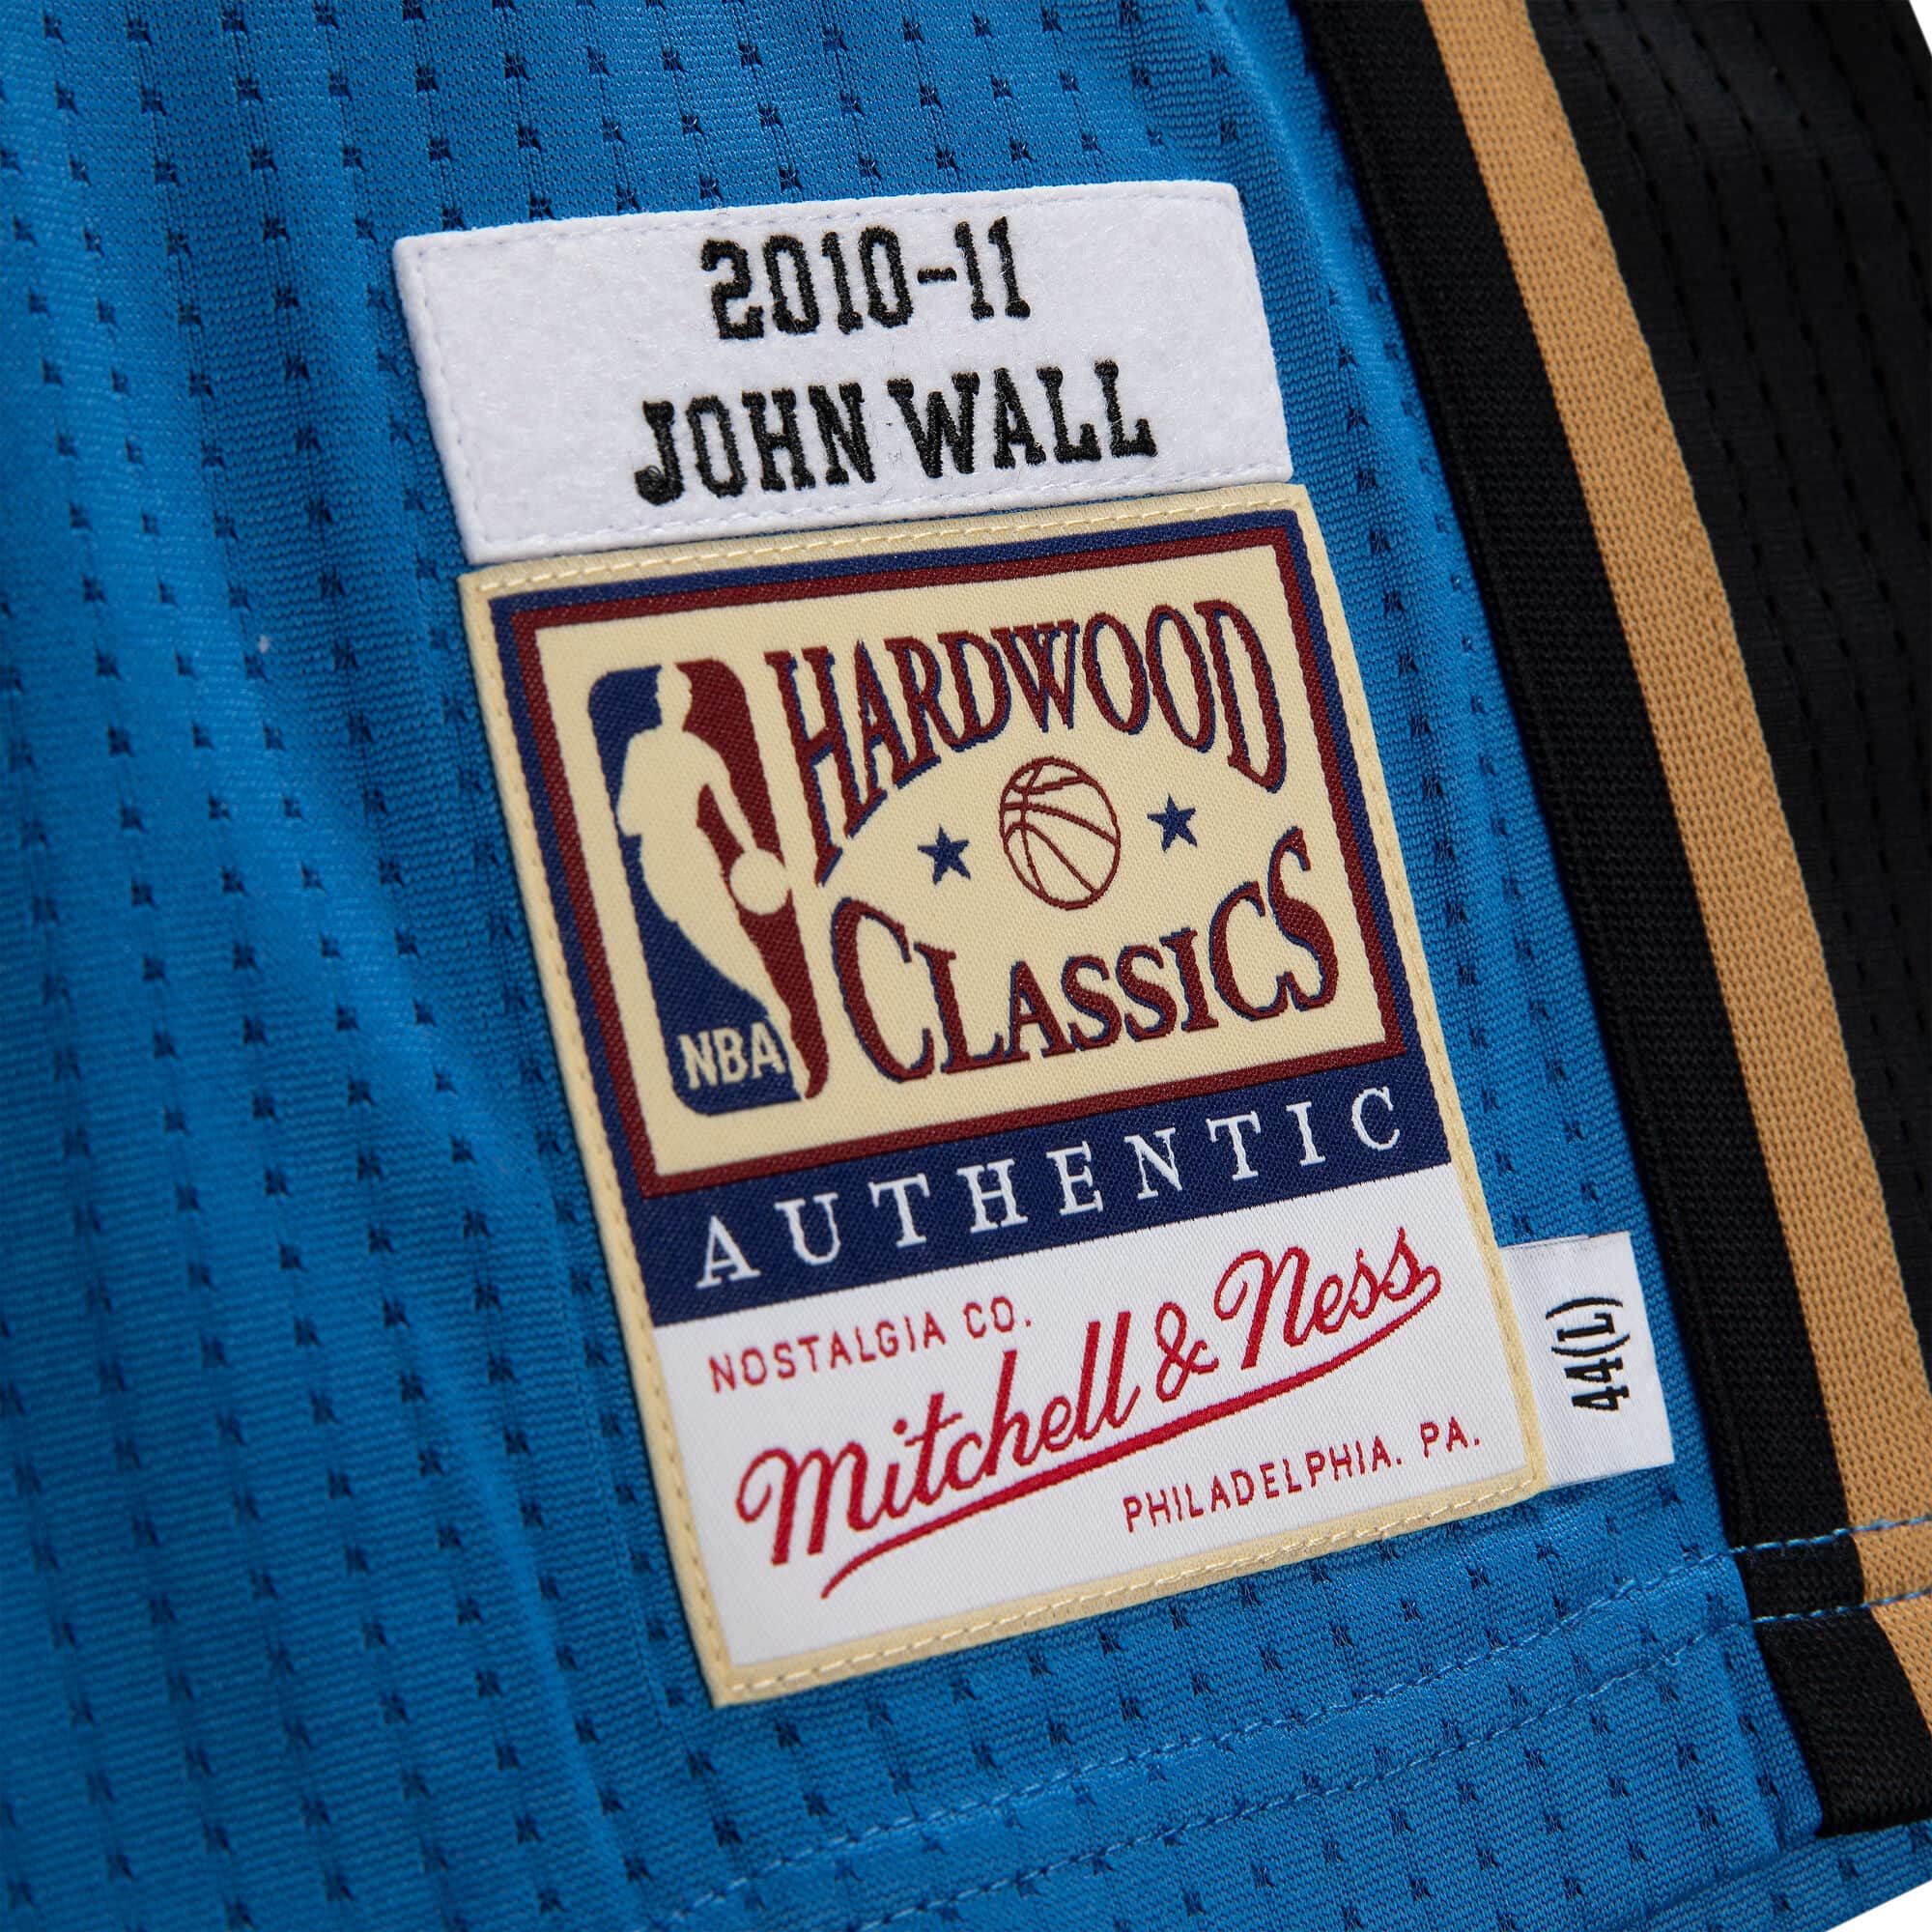 2010-11
JOHN WALL
HARDWOOD
CLASSICS
NBA
AUTHENTIC
NOSTALGIA CO.
Mitchell & Ness
PHILADELPHIA. PA.
44(L)